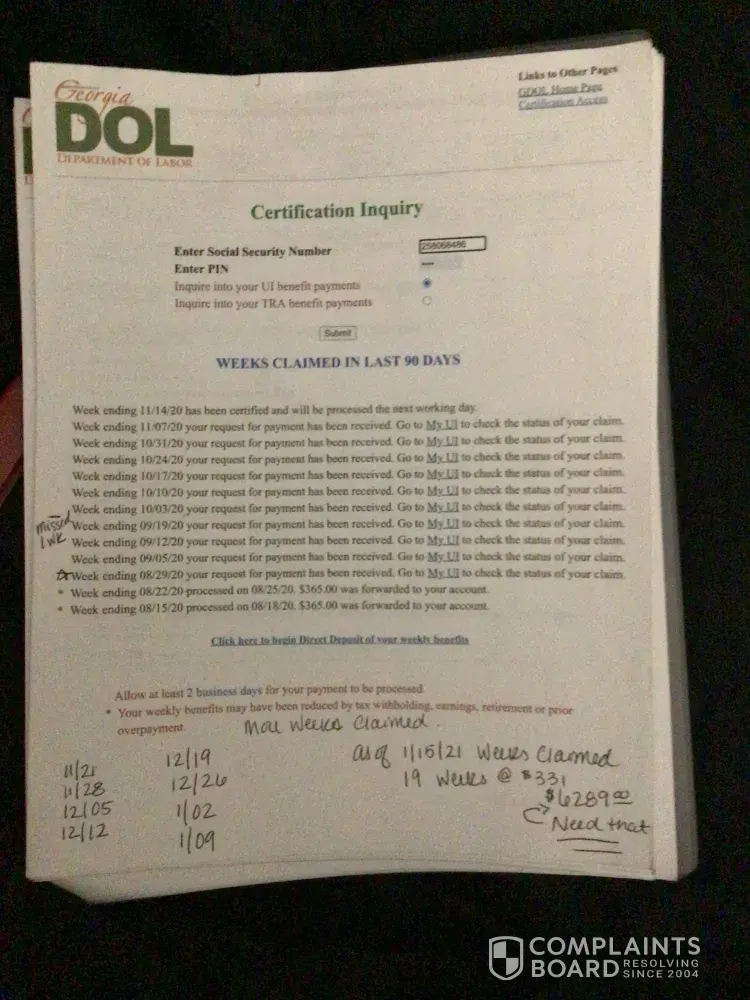 Georgia
DOL
DEPARTMENT OF LABOR
Links to Other Pages
GDOL Home Page
Certification Access
Certification Inquiry
Enter Social Security Number [SSN redacted]
Enter PIN ••••
Inquire into your UI benefit payments
Inquire into your TRA benefit payments
Submit
WEEKS CLAIMED IN LAST 90 DAYS
Week ending 11/14/20 has been certified and will be processed the next working day.
Week ending 11/07/20 your request for payment has been received. Go to My UI to check the status of your claim.
Week ending 10/31/20 your request for payment has been received. Go to My UI to check the status of your claim.
Week ending 10/24/20 your request for payment has been received. Go to My UI to check the status of your claim.
Week ending 10/17/20 your request for payment has been received. Go to My UI to check the status of your claim.
Week ending 10/10/20 your request for payment has been received. Go to My UI to check the status of your claim.
Week ending 10/03/20 your request for payment has been received. Go to My UI to check the status of your claim.
missed
1 wk
Week ending 09/19/20 your request for payment has been received. Go to My UI to check the status of your claim.
Week ending 09/12/20 your request for payment has been received. Go to My UI to check the status of your claim.
Week ending 09/05/20 your request for payment has been received. Go to My UI to check the status of your claim.
☆ Week ending 08/29/20 your request for payment has been received. Go to My UI to check the status of your claim.
• Week ending 08/22/20 processed on 08/25/20. $365.00 was forwarded to your account.
• Week ending 08/15/20 processed on 08/18/20. $365.00 was forwarded to your account.
Click here to begin Direct Deposit of your weekly benefits
Allow at least 2 business days for your payment to be processed.
• Your weekly benefits may have been reduced by tax withholding, earnings, retirement or prior
overpayment.
More Weeks Claimed.
11/21
11/28
12/05
12/12
12/19
12/26
1/02
1/09
as of 1/15/21 Weeks Claimed
19 Weeks @ $331
$6289.00
Need that
COMPLAINTS
BOARD RESOLVING
SINCE 2004